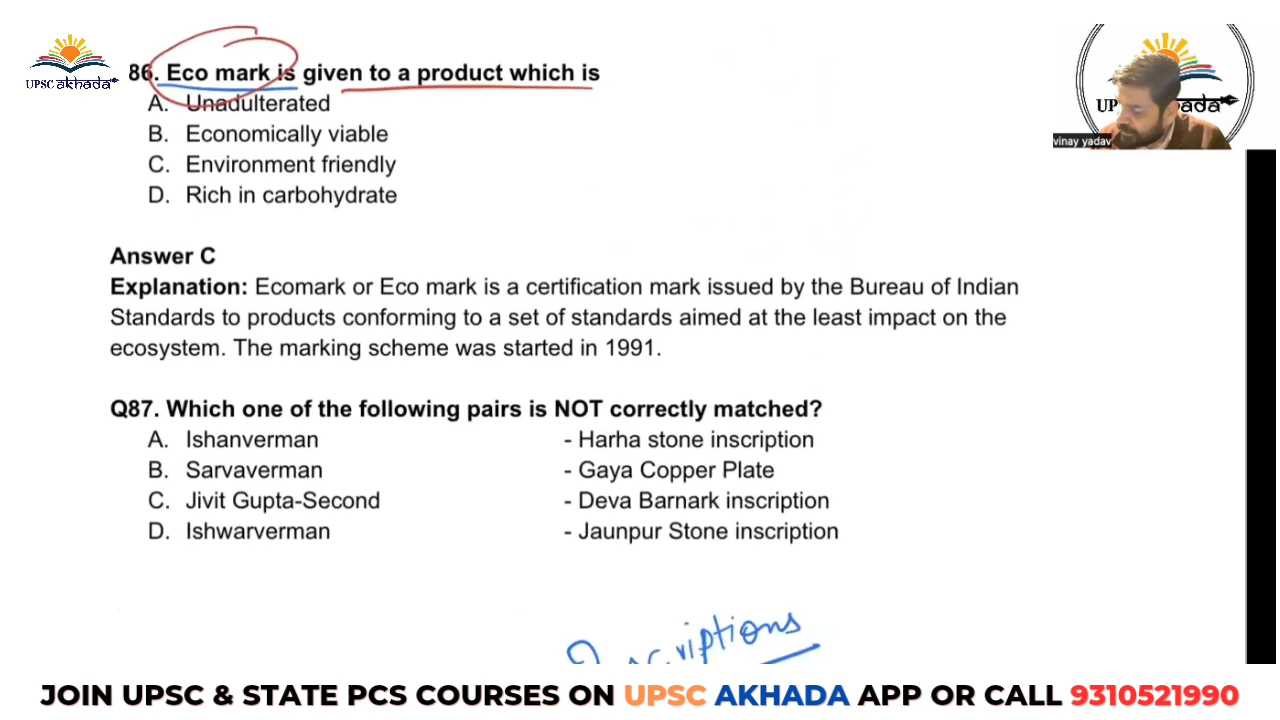 UPSC akhada
86. Eco mark is given to a product which is
A. Unadulterated
B. Economically viable
C. Environment friendly
D. Rich in carbohydrate
Answer C
Explanation: Ecomark or Eco mark is a certification mark issued by the Bureau of Indian
Standards to products conforming to a set of standards aimed at the least impact on the
ecosystem. The marking scheme was started in 1991.
Q87. Which one of the following pairs is NOT correctly matched?
A. Ishanverman - Harha stone inscription
B. Sarvaverman - Gaya Copper Plate
C. Jivit Gupta-Second - Deva Barnark inscription
D. Ishwarverman - Jaunpur Stone inscription
UP ada
vinay yadav
JOIN UPSC & STATE PCS COURSES ON UPSC AKHADA APP OR CALL 9310521990